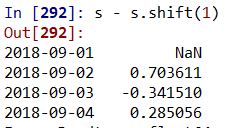 In [292]: s - s.shift(1)
Out[292]:
2018-09-01 NaN
2018-09-02 0.703611
2018-09-03 -0.341510
2018-09-04 0.285056